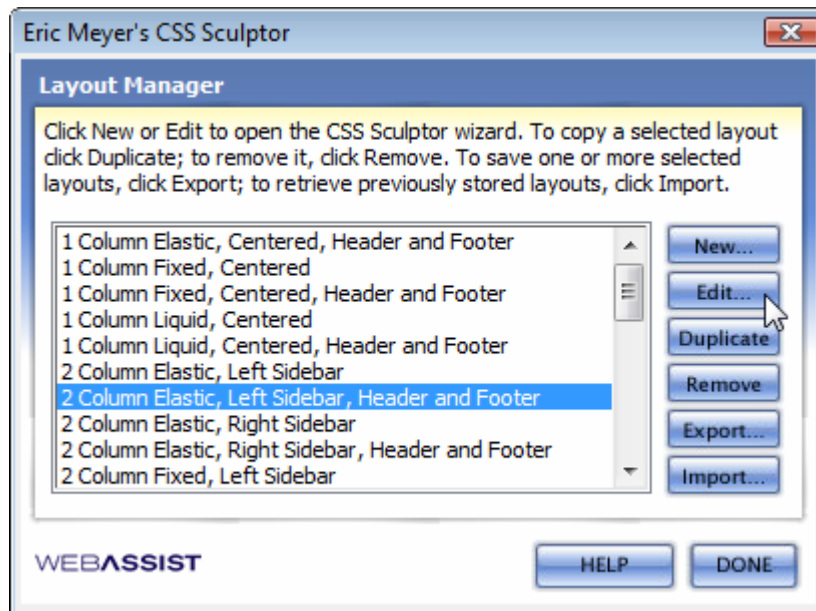 Eric Meyer's CSS Sculptor
Layout Manager
Click New or Edit to open the CSS Sculptor wizard. To copy a selected layout
click Duplicate; to remove it, click Remove. To save one or more selected
layouts, click Export; to retrieve previously stored layouts, click Import.
1 Column Elastic, Centered, Header and Footer
1 Column Fixed, Centered
1 Column Fixed, Centered, Header and Footer
1 Column Liquid, Centered
1 Column Liquid, Centered, Header and Footer
2 Column Elastic, Left Sidebar
2 Column Elastic, Left Sidebar, Header and Footer
2 Column Elastic, Right Sidebar
2 Column Elastic, Right Sidebar, Header and Footer
2 Column Fixed, Left Sidebar
New...
Edit...
Duplicate
Remove
Export...
Import...
WEBASSIST
HELP
DONE